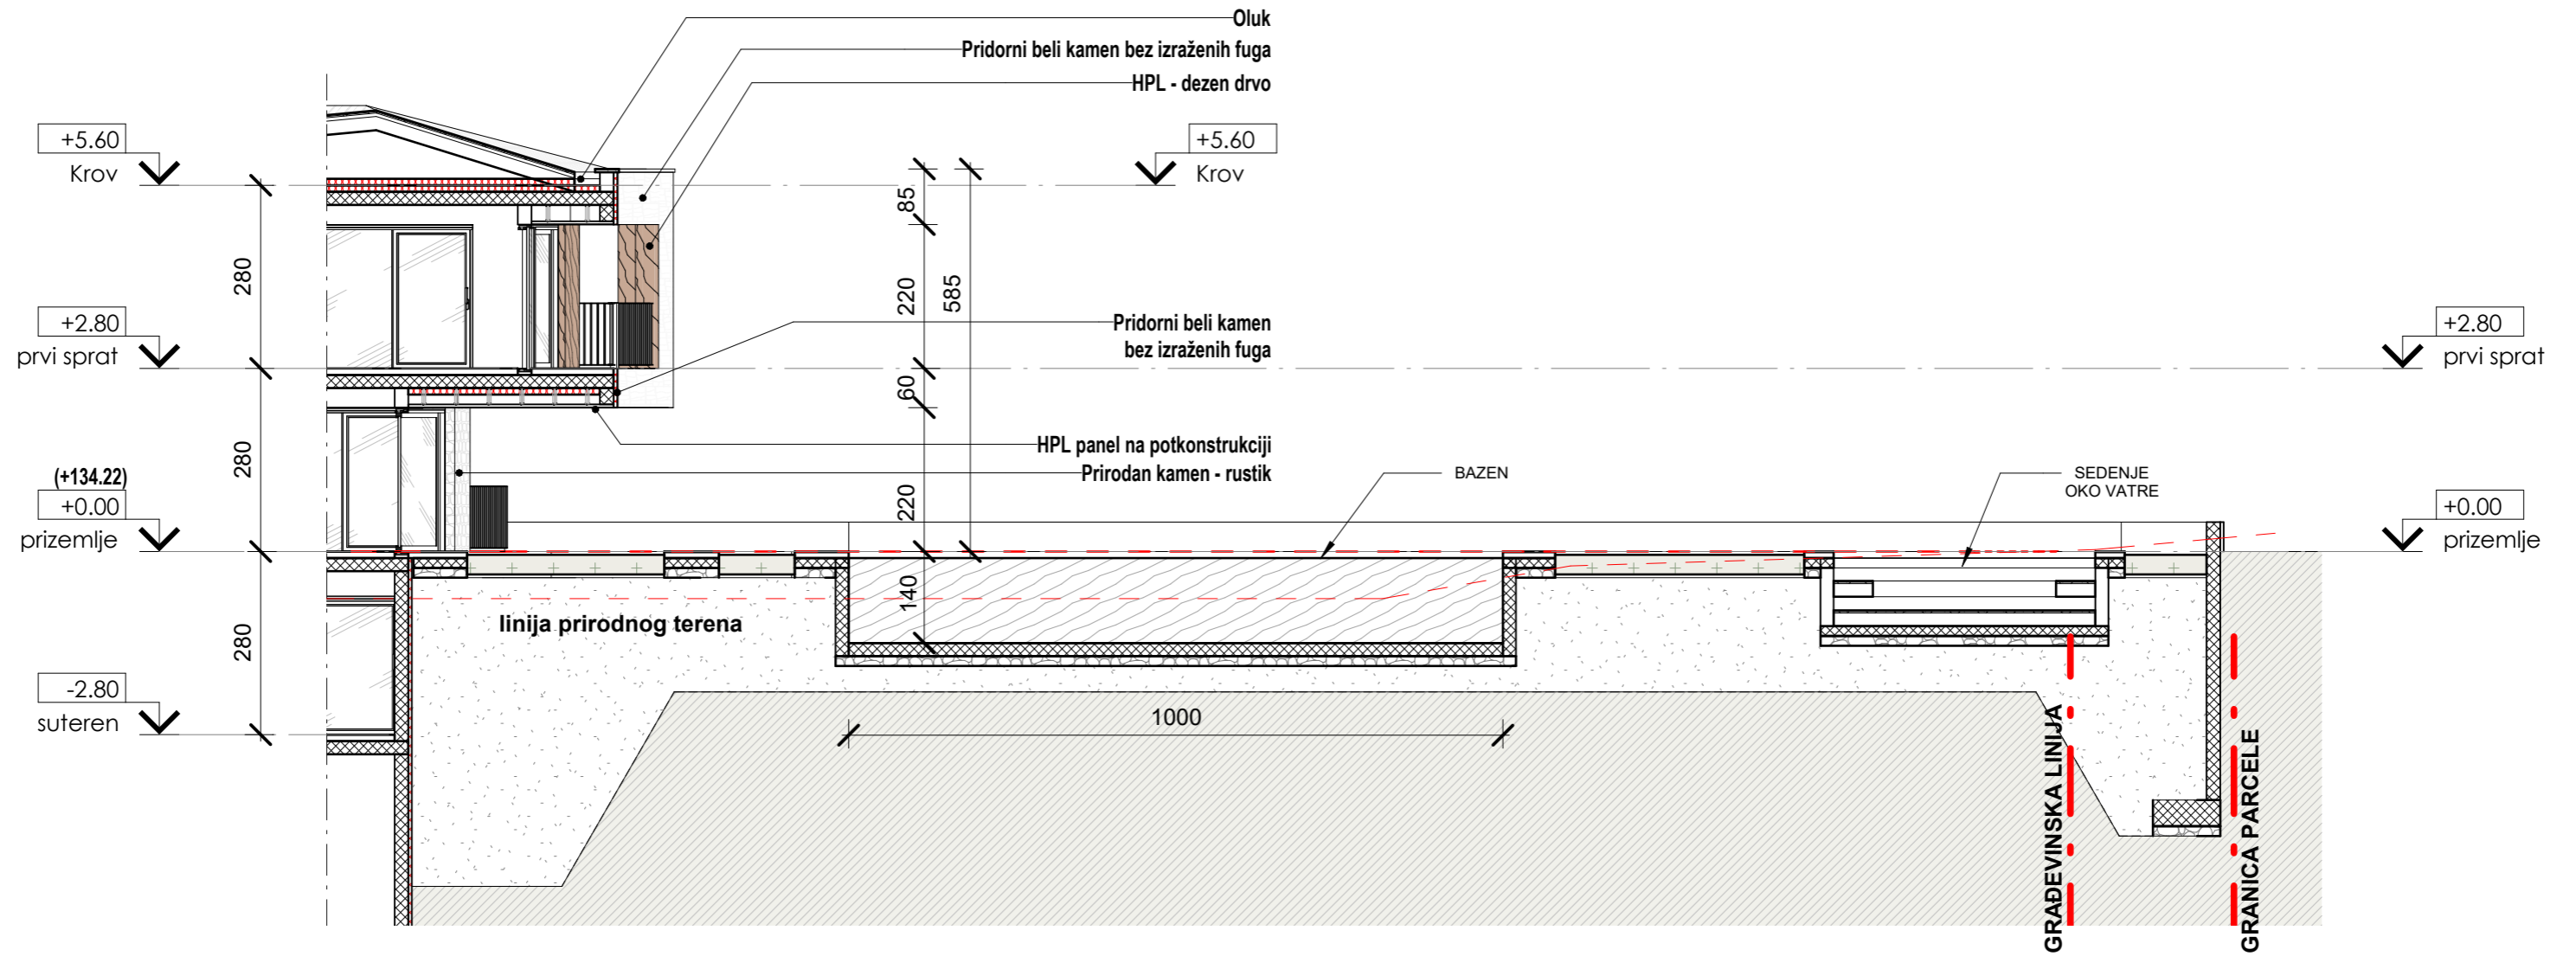 Oluk
Pridorni beli kamen bez izraženih fuga
HPL - dezen drvo
+5.60
Krov
+5.60
Krov
85
280
220
585
+2.80
prvi sprat
Pridorni beli kamen
bez izraženih fuga
+2.80
prvi sprat
60
280
HPL panel na potkonstrukciji
Prirodan kamen - rustik
BAZEN
SEDENJE
OKO VATRE
(+134.22)
+0.00
prizemlje
220
+0.00
prizemlje
140
linija prirodnog terena
280
-2.80
suteren
1000
GRAĐEVINSKA LINIJA
GRANICA PARCELE